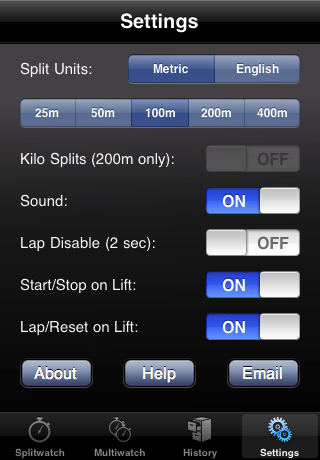 Settings
Split Units: Metric English
25m 50m 100m 200m 400m
Kilo Splits (200m only): OFF
Sound: ON
Lap Disable (2 sec): OFF
Start/Stop on Lift: ON
Lap/Reset on Lift: ON
About Help Email
Splitwatch Multiwatch History Settings